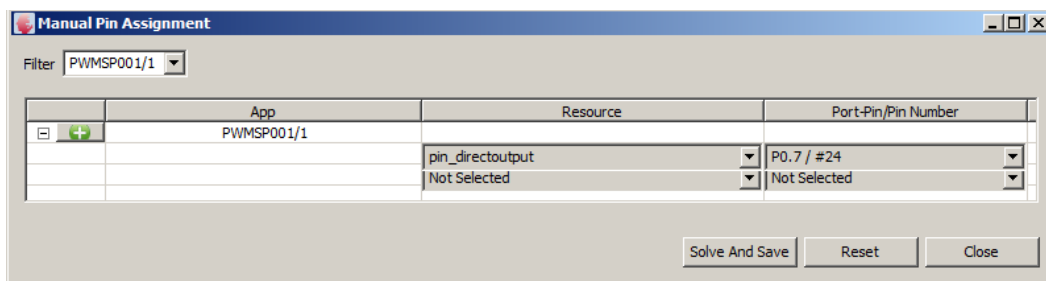 Manual Pin Assignment
Filter PWMSP001/1
App Resource Port-Pin/Pin Number
PWMSP001/1
pin_directoutput P0.7 / #24
Not Selected Not Selected
Solve And Save Reset Close